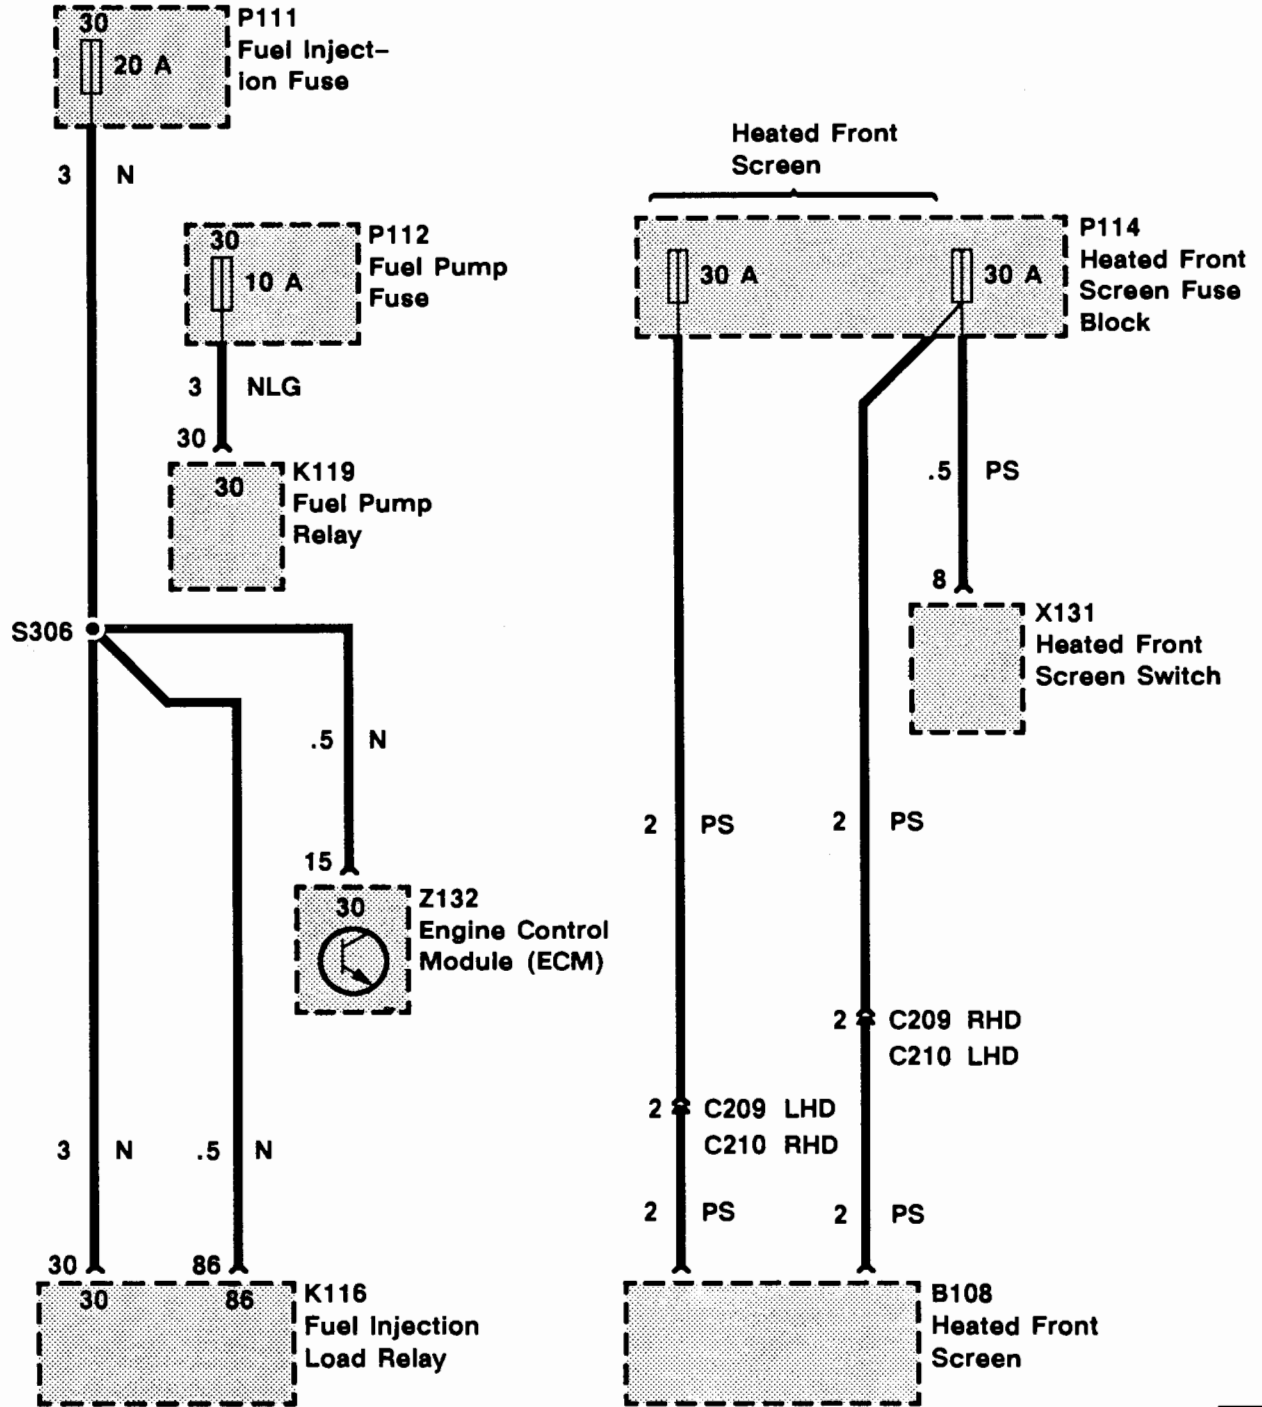 30
P111
Fuel Inject-
ion Fuse
20 A
3 N
Heated Front
Screen
30
P112
Fuel Pump
Fuse
10 A
3 NLG
30
K119
30
Fuel Pump
Relay
30 A
30 A
P114
Heated Front
Screen Fuse
Block
.5 PS
8
X131
Heated Front
Screen Switch
S306
.5 N
15
Z132
30
Engine Control
Module (ECM)
2 PS
2 PS
2 C209 RHD
C210 LHD
2 C209 LHD
C210 RHD
3 N
.5 N
2 PS
2 PS
30
86
30
86
K116
Fuel Injection
Load Relay
B108
Heated Front
Screen